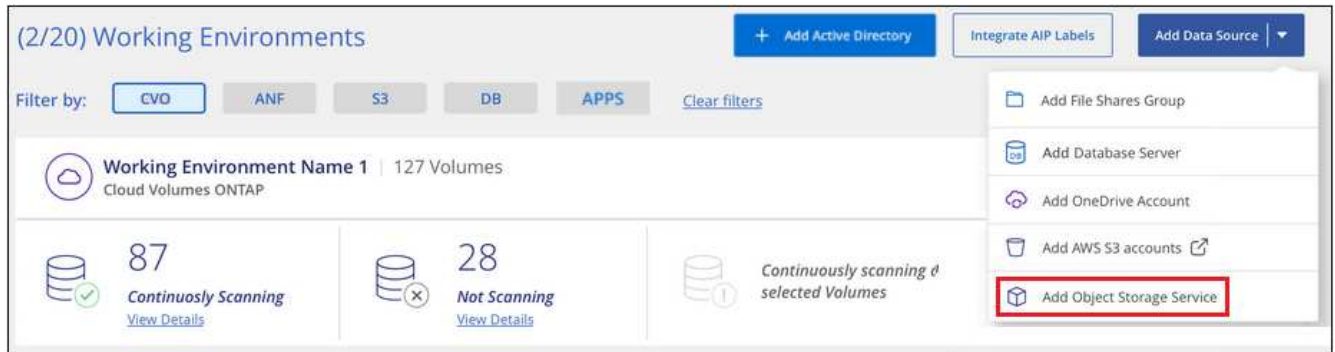 (2/20) Working Environments
+ Add Active Directory
Integrate AIP Labels
Add Data Source
Filter by:
CVO
ANF
S3
DB
APPS
Clear filters
Add File Shares Group
DB
Add Database Server
Working Environment Name 1 | 127 Volumes
Cloud Volumes ONTAP
Add OneDrive Account
Add AWS S3 accounts
Add Object Storage Service
87
Continuosly Scanning
View Details
28
Not Scanning
View Details
Continuously scanning
selected Volumes